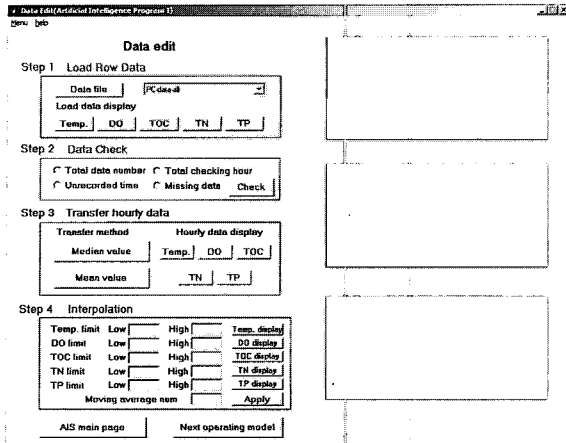 Data Edit(Artificial Intelligence Program 1)
Menu help
Data edit
Step 1 Load Row Data
Data file PC-data-all
Load data display
Temp. DO TOC TN TP
Step 2 Data Check
Total data number Total checking hour
Unrecorded time Missing data Check
Step 3 Transfer hourly data
Transfer method Hourly data display
Median value Temp. DO TOC
Mean value TN TP
Step 4 Interpolation
Temp. limit Low High Temp. display
DO limit Low High DO display
TOC limit Low High TOC display
TN limit Low High TN display
TP limit Low High TP display
Moving average num Apply
AIS main page Next operating model